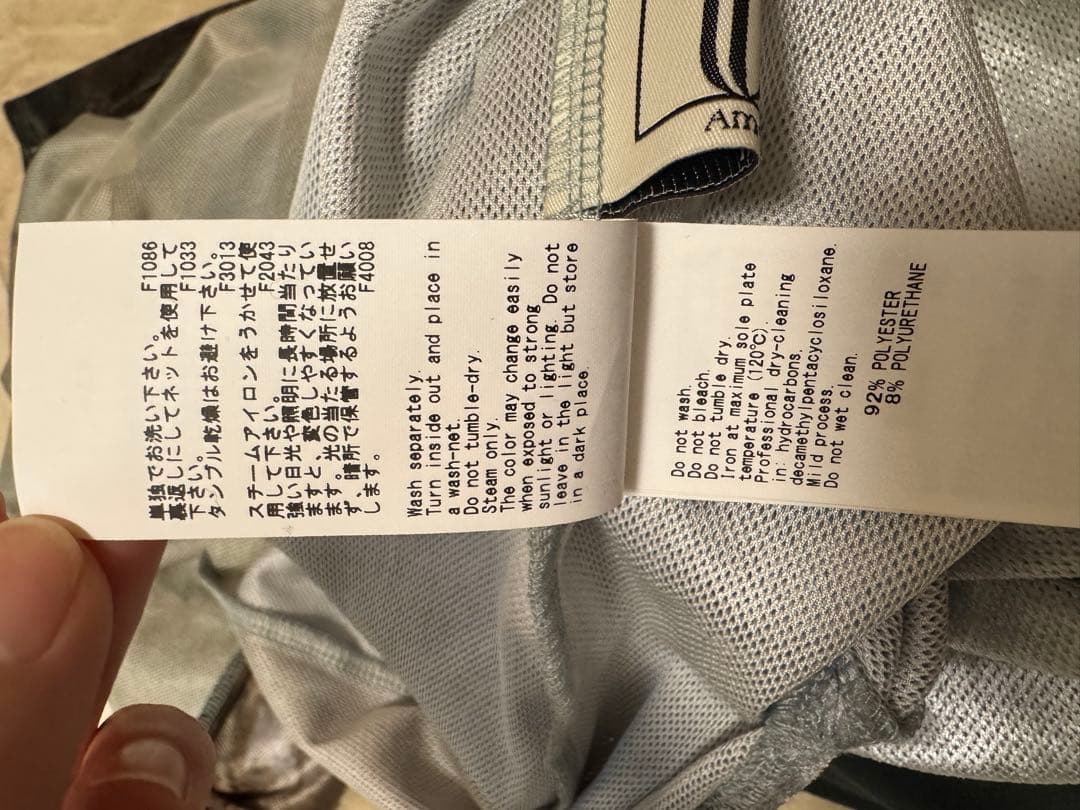 Am
単独でお洗い下さい。 F1086
裏返しにしてネットを使用して
下さい。 F1033
タンブル乾燥はお避け下さい。
F3013
スチームアイロンをうかせて使
用して下さい。 F2043
強い日光や照明に長時間当たり
ますと、変色しやすくなってい
ます。光の当たる場所に放置せ
ず、暗所で保管するようお願い
します。 F4008
Wash separately.
Turn inside out and place in
a wash-net.
Do not tumble-dry.
Steam only.
The color may change easily
when exposed to strong
sunlight or lighting. Do not
leave in the light but store
in a dark place.
Do not wash.
Do not bleach.
Do not tumble dry.
Iron at maximum sole plate
temperature (120℃).
Professional dry-cleaning
in: hydrocarbons,
decamethylpentacyclosiloxane.
Mild process.
Do not wet clean.
92% POLYESTER
8% POLYURETHANE